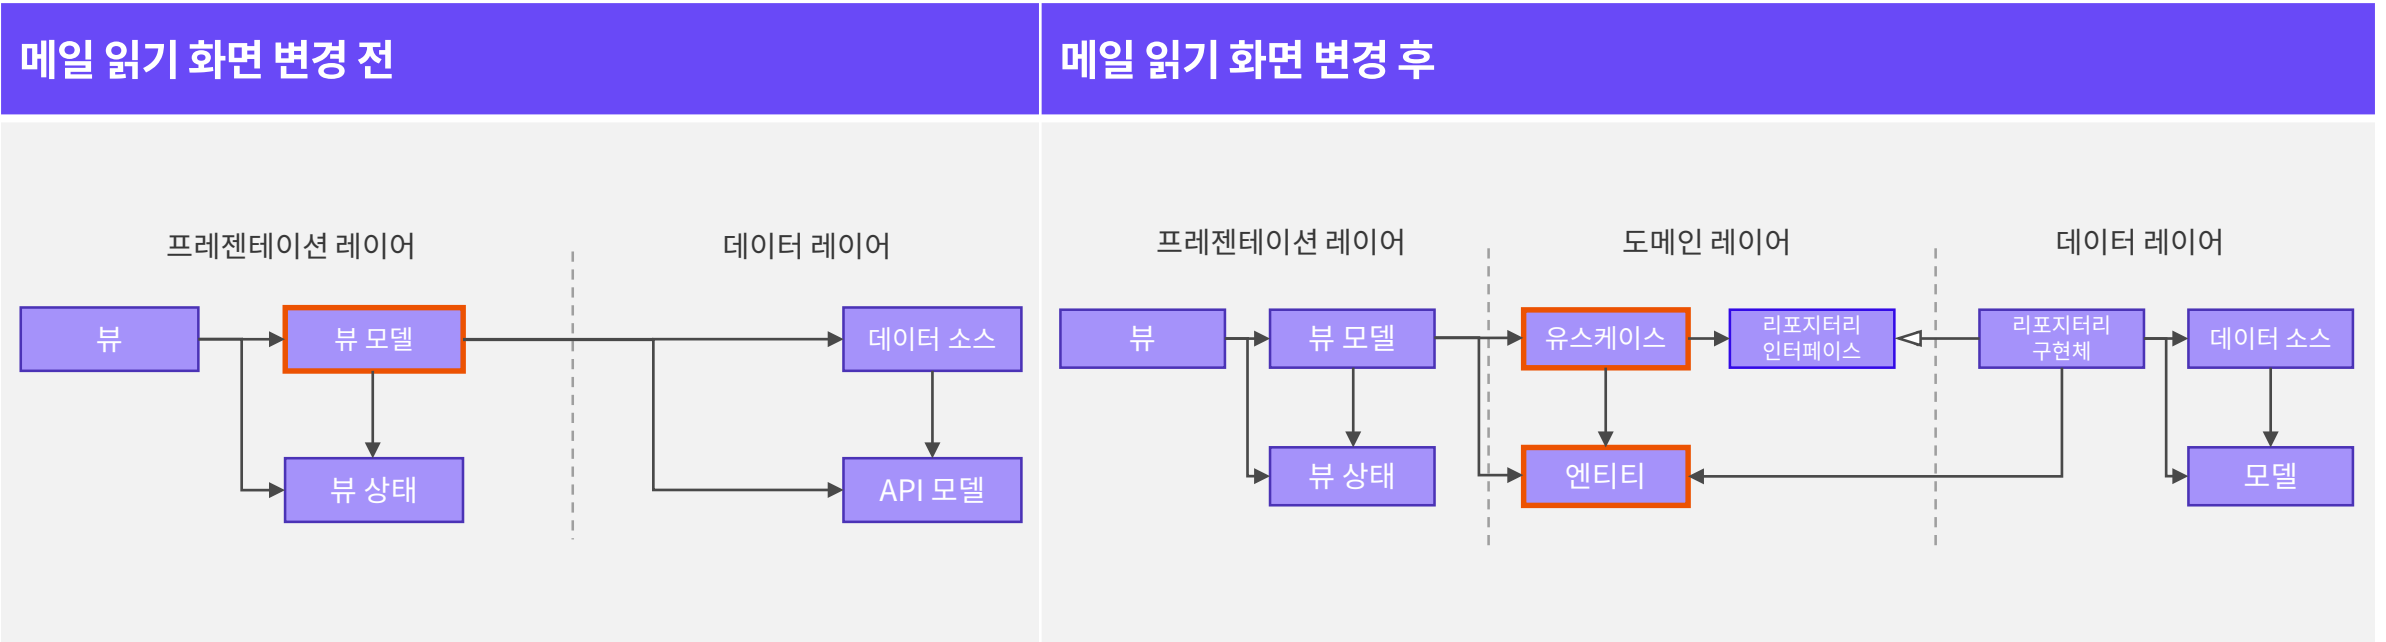 메일 읽기 화면 변경 전
프레젠테이션 레이어
데이터 레이어
뷰
뷰 모델
데이터 소스
뷰 상태
API 모델
메일 읽기 화면 변경 후
프레젠테이션 레이어
도메인 레이어
데이터 레이어
뷰
뷰 모델
유스케이스
리포지터리
인터페이스
리포지터리
구현체
데이터 소스
뷰 상태
엔티티
모델